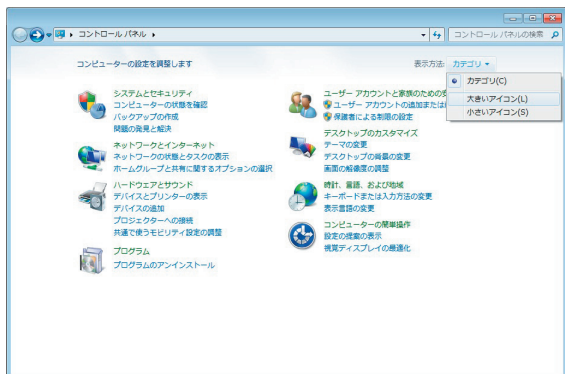 コントロール パネル
コントロール パネルの検索
コンピューターの設定を調整します
表示方法: カテゴリ
カテゴリ(C)
大きいアイコン(L)
小さいアイコン(S)
システムとセキュリティ
コンピューターの状態を確認
バックアップの作成
問題の発見と解決
ネットワークとインターネット
ネットワークの状態とタスクの表示
ホームグループと共有に関するオプションの選択
ハードウェアとサウンド
デバイスとプリンターの表示
デバイスの追加
プロジェクターへの接続
共通で使うモビリティ設定の調整
プログラム
プログラムのアンインストール
ユーザー アカウントと家族のための
ユーザー アカウントの追加または
保護者による制限の設定
デスクトップのカスタマイズ
テーマの変更
デスクトップの背景の変更
画面の解像度の調整
時計、言語、および地域
キーボードまたは入力方法の変更
表示言語の変更
コンピューターの簡単操作
設定の提案の表示
視覚ディスプレイの最適化